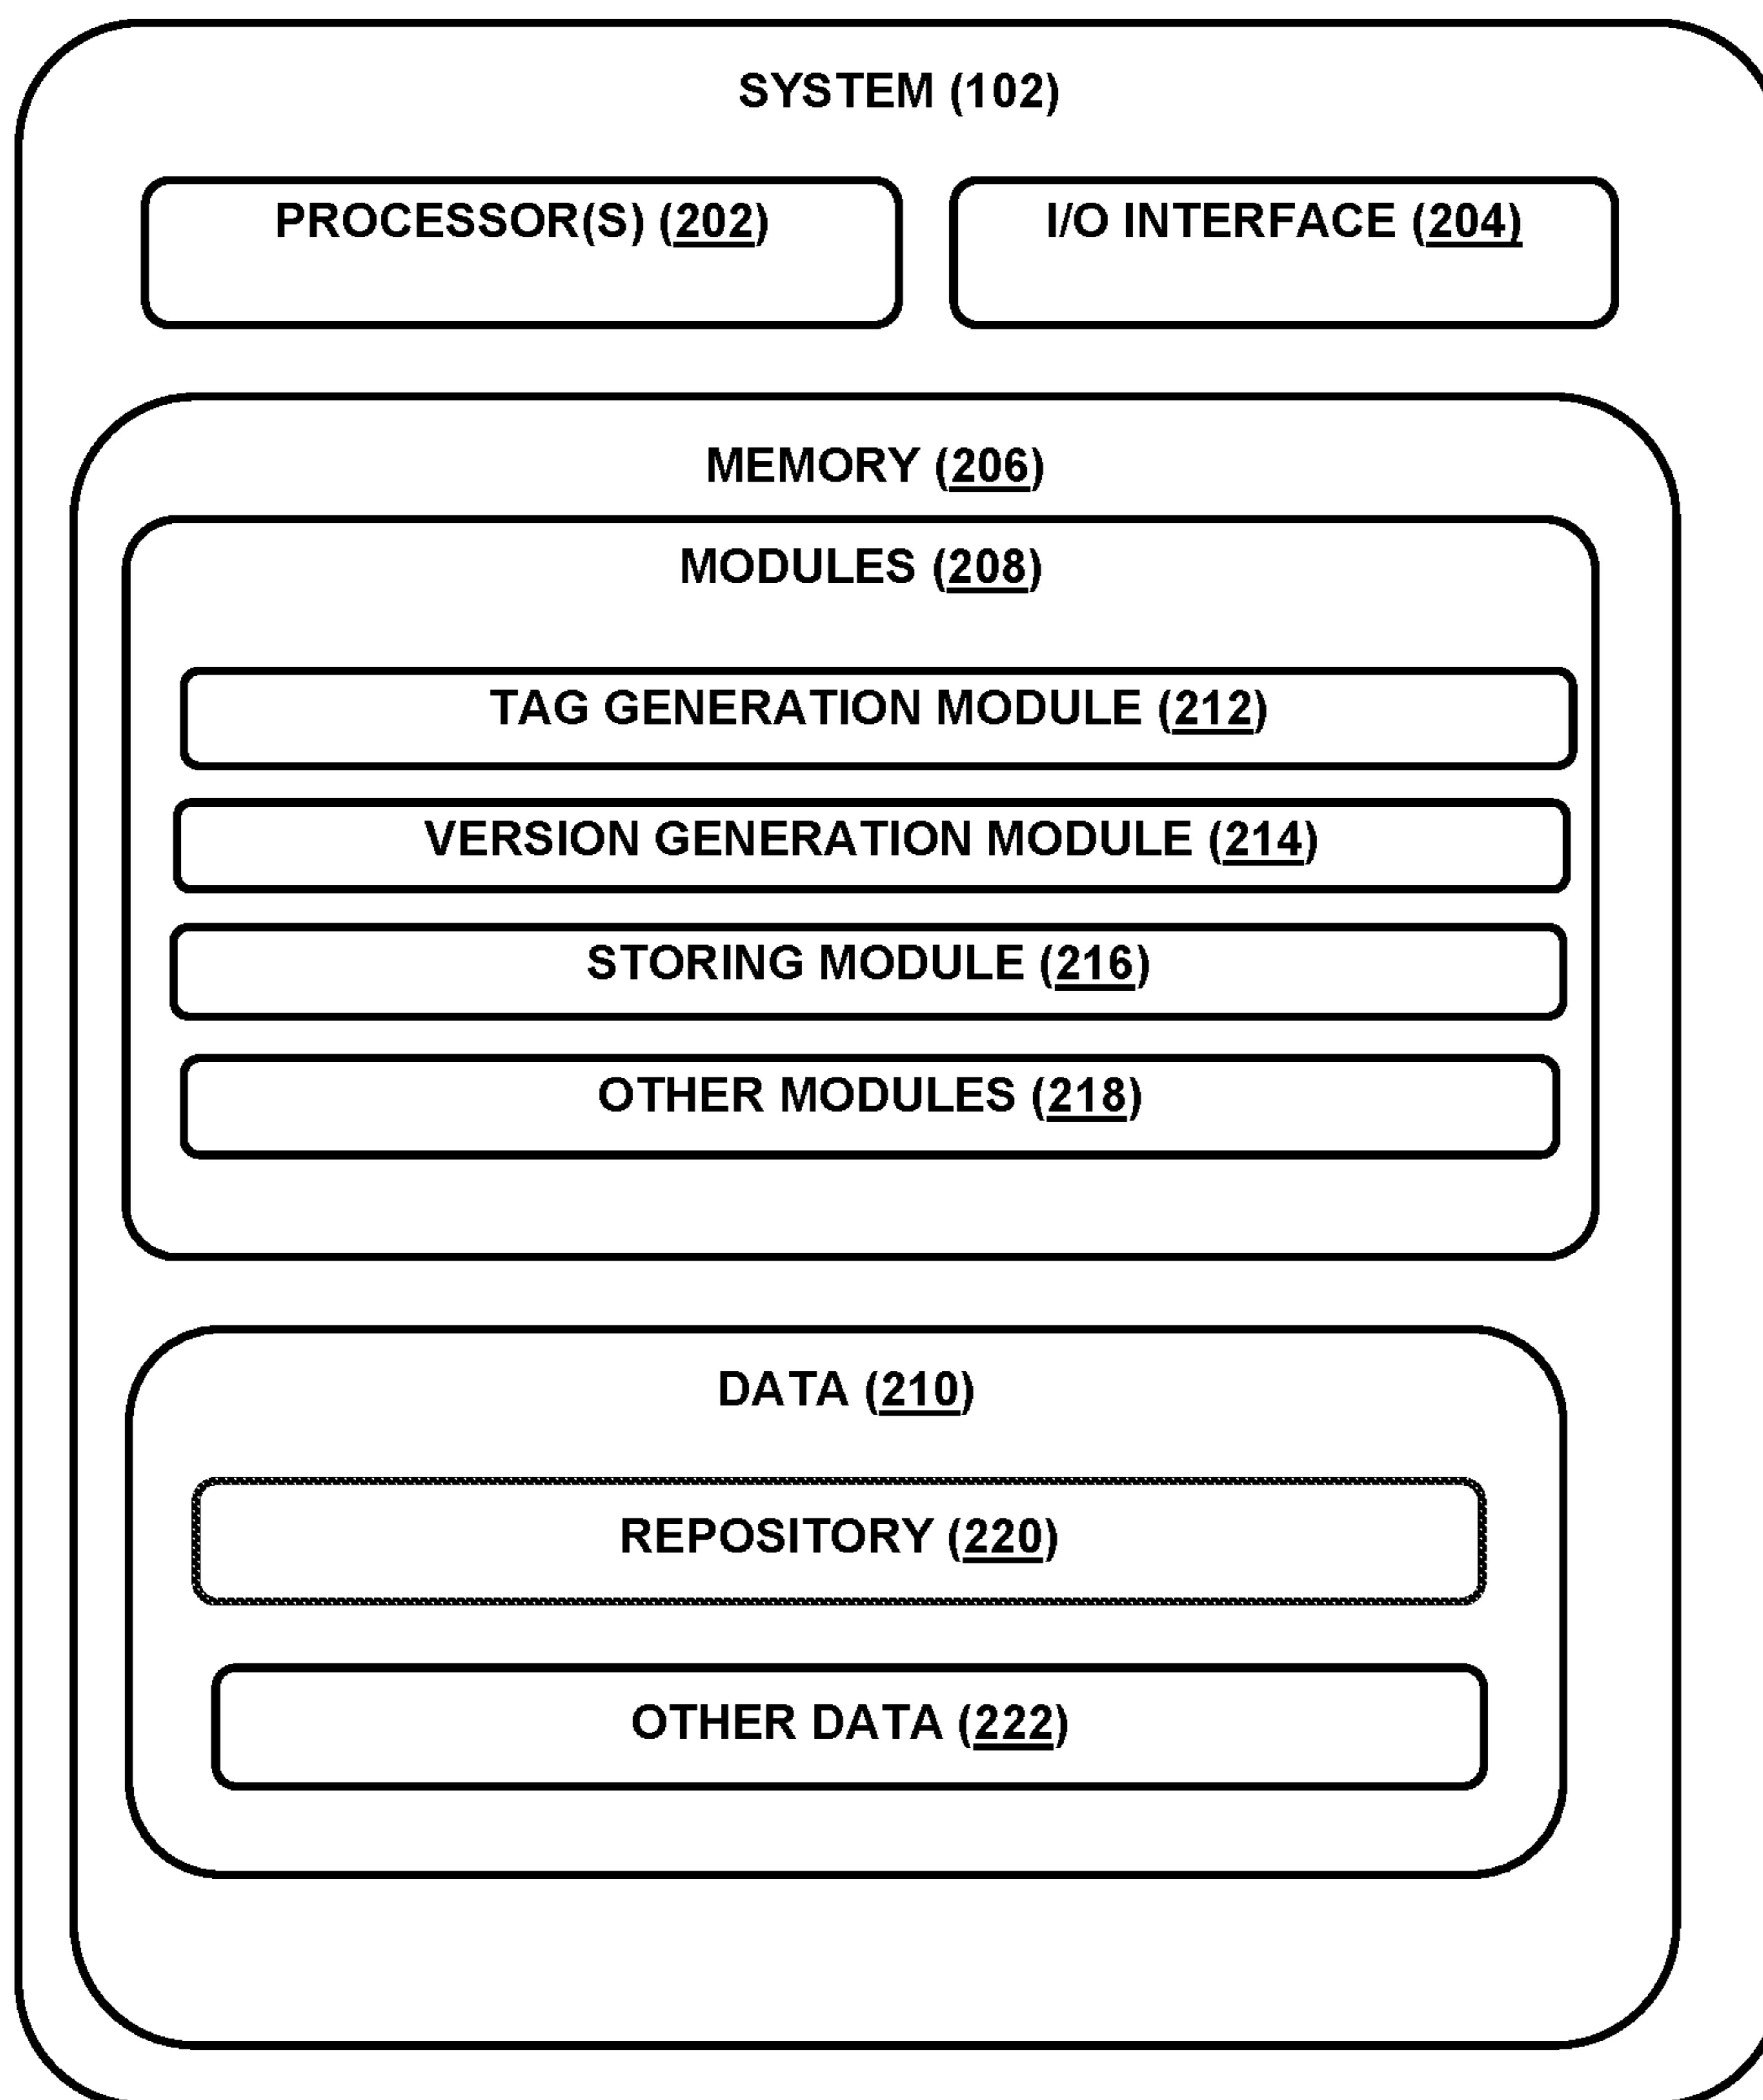 SYSTEM (102)
PROCESSOR(S) (202)
I/O INTERFACE (204)
MEMORY (206)
MODULES (208)
TAG GENERATION MODULE (212)
VERSION GENERATION MODULE (214)
STORING MODULE (216)
OTHER MODULES (218)
DATA (210)
REPOSITORY (220)
OTHER DATA (222)